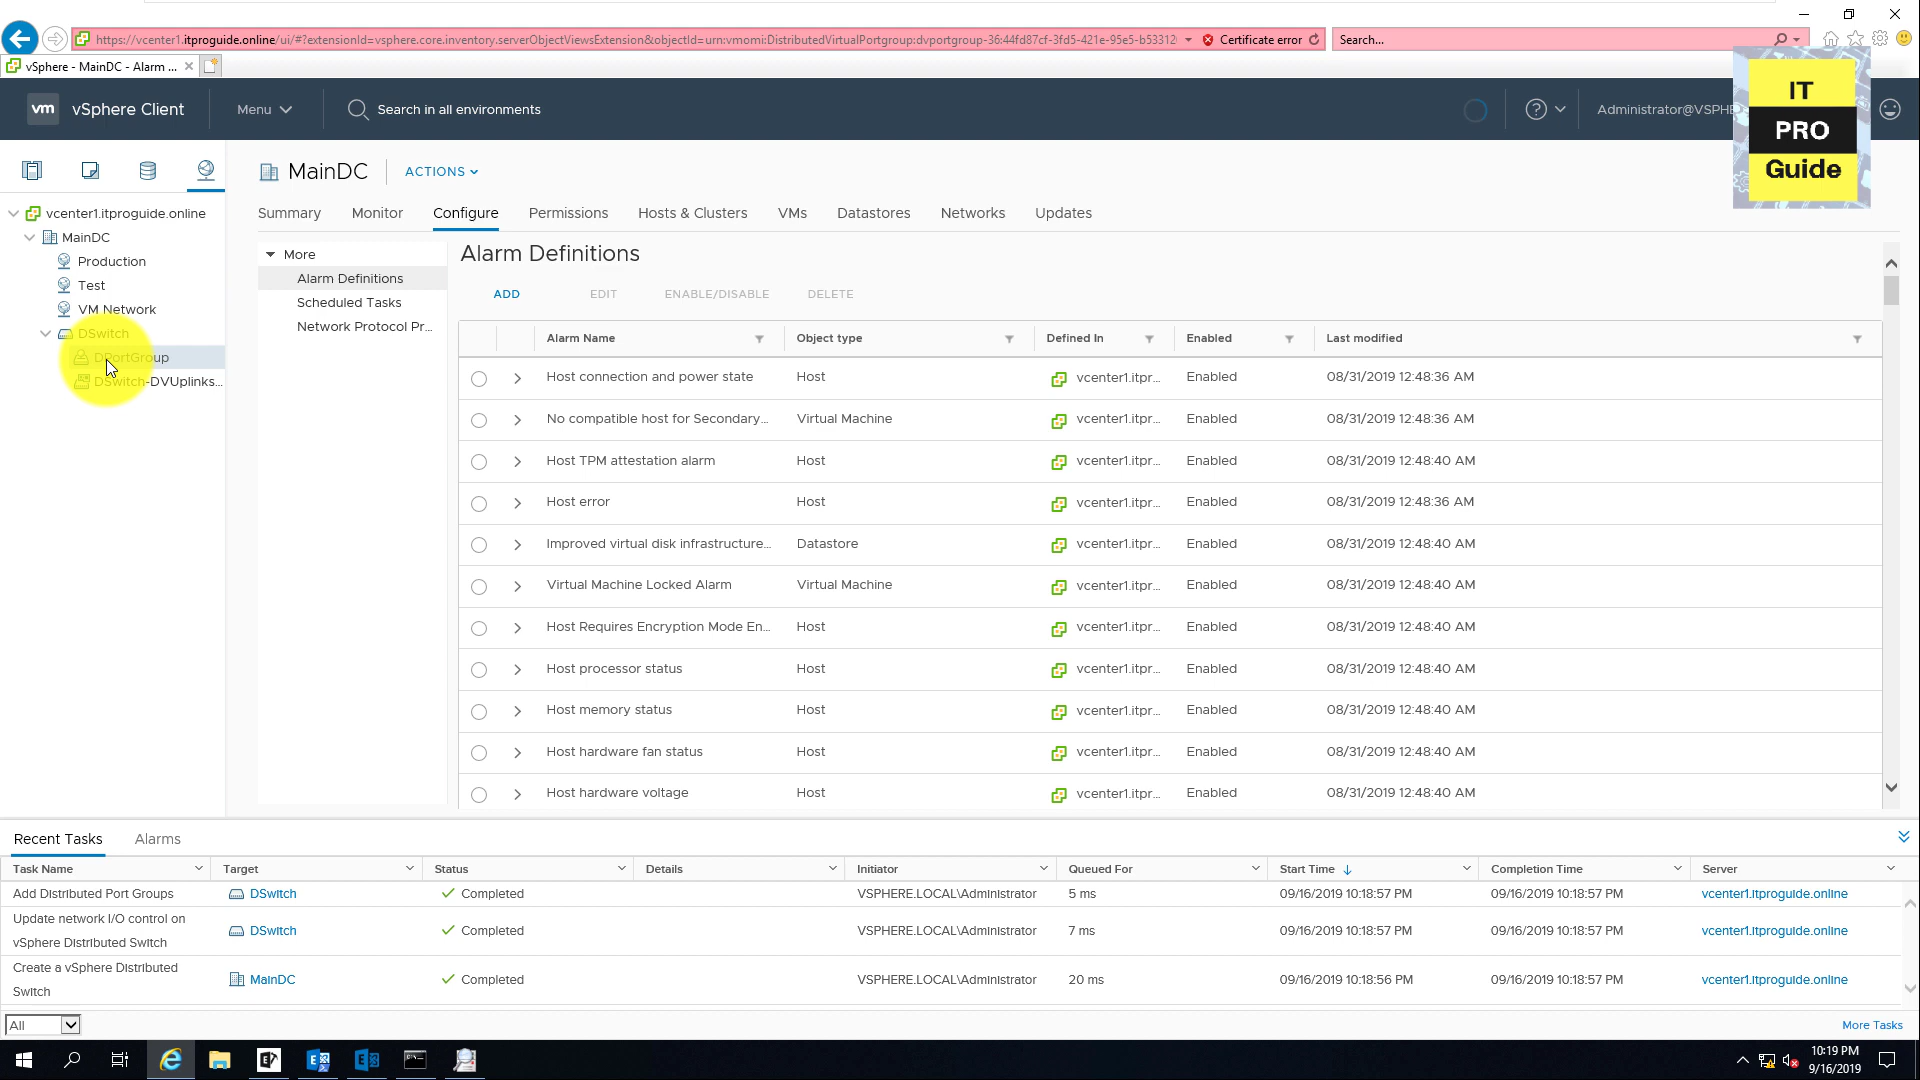 https://vcenter1.itproguide.online/ui/#?extensionId=vsphere.core.inventory.serverObjectViewsExtension&objectId=urn:vmomi:DistributedVirtualPortgroup:dvportgroup-36:44fd87cf-3fd5-421e-95e5-b53312
Certificate error
Search...
vSphere - MainDC - Alarm ...
vm vSphere Client
Menu
Search in all environments
Administrator@VSPHE
IT
PRO
Guide
vcenter1.itproguide.online
MainDC
Production
Test
VM Network
DSwitch
DPortGroup
DSwitch-DVUplinks...
MainDC
ACTIONS
Summary Monitor Configure Permissions Hosts & Clusters VMs Datastores Networks Updates
More
Alarm Definitions
Scheduled Tasks
Network Protocol Pr...
Alarm Definitions
ADD EDIT ENABLE/DISABLE DELETE
Alarm Name Object type Defined In Enabled Last modified
Host connection and power state Host vcenter1.itpr... Enabled 08/31/2019 12:48:36 AM
No compatible host for Secondary... Virtual Machine vcenter1.itpr... Enabled 08/31/2019 12:48:36 AM
Host TPM attestation alarm Host vcenter1.itpr... Enabled 08/31/2019 12:48:40 AM
Host error Host vcenter1.itpr... Enabled 08/31/2019 12:48:36 AM
Improved virtual disk infrastructure... Datastore vcenter1.itpr... Enabled 08/31/2019 12:48:40 AM
Virtual Machine Locked Alarm Virtual Machine vcenter1.itpr... Enabled 08/31/2019 12:48:40 AM
Host Requires Encryption Mode En... Host vcenter1.itpr... Enabled 08/31/2019 12:48:40 AM
Host processor status Host vcenter1.itpr... Enabled 08/31/2019 12:48:40 AM
Host memory status Host vcenter1.itpr... Enabled 08/31/2019 12:48:40 AM
Host hardware fan status Host vcenter1.itpr... Enabled 08/31/2019 12:48:40 AM
Host hardware voltage Host vcenter1.itpr... Enabled 08/31/2019 12:48:40 AM
Recent Tasks Alarms
Task Name Target Status Details Initiator Queued For Start Time Completion Time Server
Add Distributed Port Groups DSwitch Completed VSPHERE.LOCAL\Administrator 5 ms 09/16/2019 10:18:57 PM 09/16/2019 10:18:57 PM vcenter1.itproguide.online
Update network I/O control on
vSphere Distributed Switch DSwitch Completed VSPHERE.LOCAL\Administrator 7 ms 09/16/2019 10:18:57 PM 09/16/2019 10:18:57 PM vcenter1.itproguide.online
Create a vSphere Distributed
Switch MainDC Completed VSPHERE.LOCAL\Administrator 20 ms 09/16/2019 10:18:56 PM 09/16/2019 10:18:57 PM vcenter1.itproguide.online
All
More Tasks
10:19 PM
9/16/2019